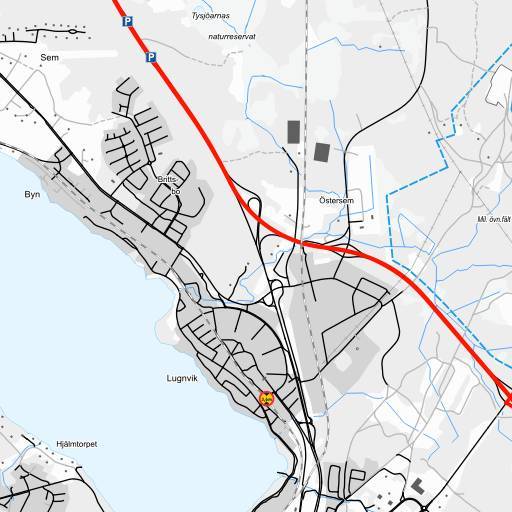 P
Tysjöarnas
naturreservat
P
Sem
Britts-
bo
Byn
Östersem
Mil. övn.fält
Lugnvik
Hjälmtorpet